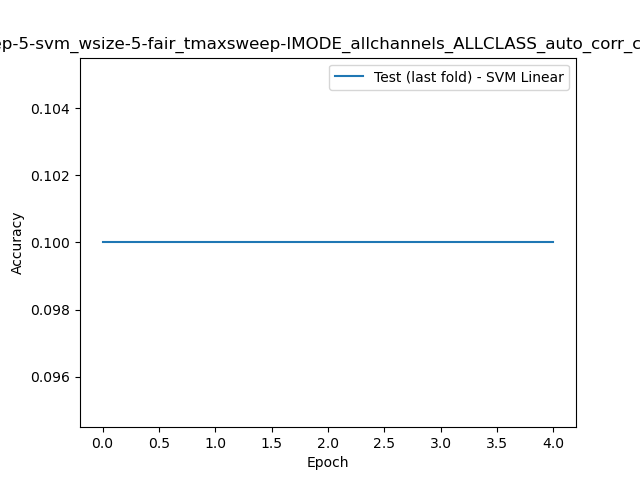 ep-5-svm_wsize-5-fair_tmaxsweep-IMODE_allchannels_ALLCLASS_auto_corr_c
Test (last fold) - SVM Linear
0.104
0.102
0.100
0.098
0.096
Accuracy
0.0 0.5 1.0 1.5 2.0 2.5 3.0 3.5 4.0
Epoch